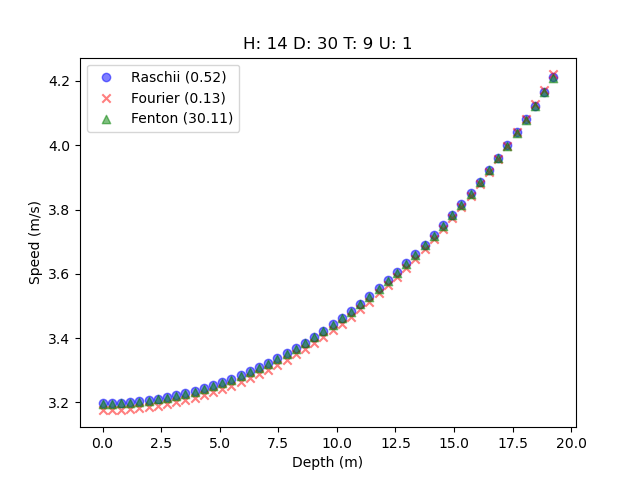 H: 14 D: 30 T: 9 U: 1
Raschii (0.52)
Fourier (0.13)
Fenton (30.11)
4.2
4.0
3.8
3.6
3.4
3.2
Speed (m/s)
0.0 2.5 5.0 7.5 10.0 12.5 15.0 17.5 20.0
Depth (m)